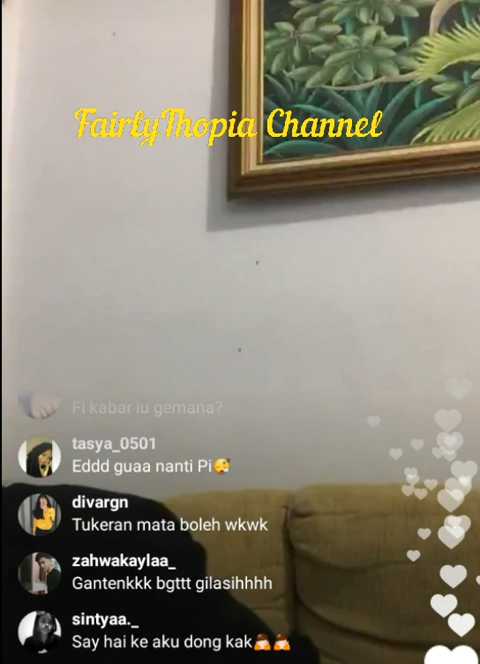 FairlyThopia Channel
Fi kabar lu gemana?
tasya_0501
Eddd guaa nanti Pi🥳
divargn
Tukeran mata boleh wkwk
zahwakaylaa_
Gantenkkk bgttt gilasihhhh
sintyaa._
Say hai ke aku dong kak🙈🙈